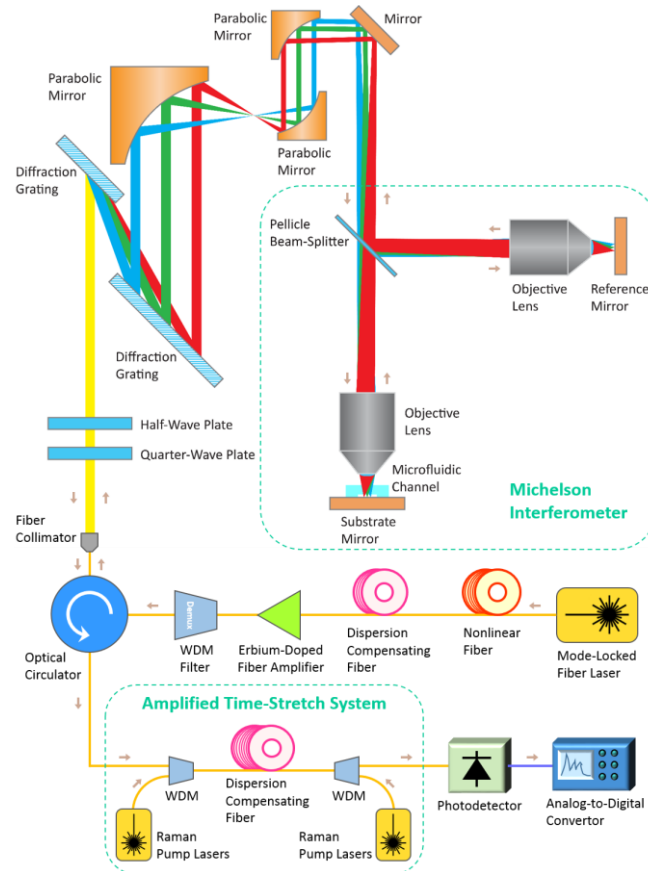 Parabolic
Mirror
Mirror
Parabolic
Mirror
Parabolic
Mirror
Diffraction
Grating
Pellicle
Beam-Splitter
Objective
Lens
Reference
Mirror
Diffraction
Grating
Half-Wave Plate
Quarter-Wave Plate
Objective
Lens
Microfluidic
Channel
Substrate
Mirror
Michelson
Interferometer
Fiber
Collimator
Optical
Circulator
Demux
WDM
Filter
Erbium-Doped
Fiber Amplifier
Dispersion
Compensating
Fiber
Nonlinear
Fiber
Mode-Locked
Fiber Laser
Amplified Time-Stretch System
WDM
Dispersion
Compensating
Fiber
WDM
Raman
Pump Lasers
Raman
Pump Lasers
Photodetector
Analog-to-Digital
Convertor